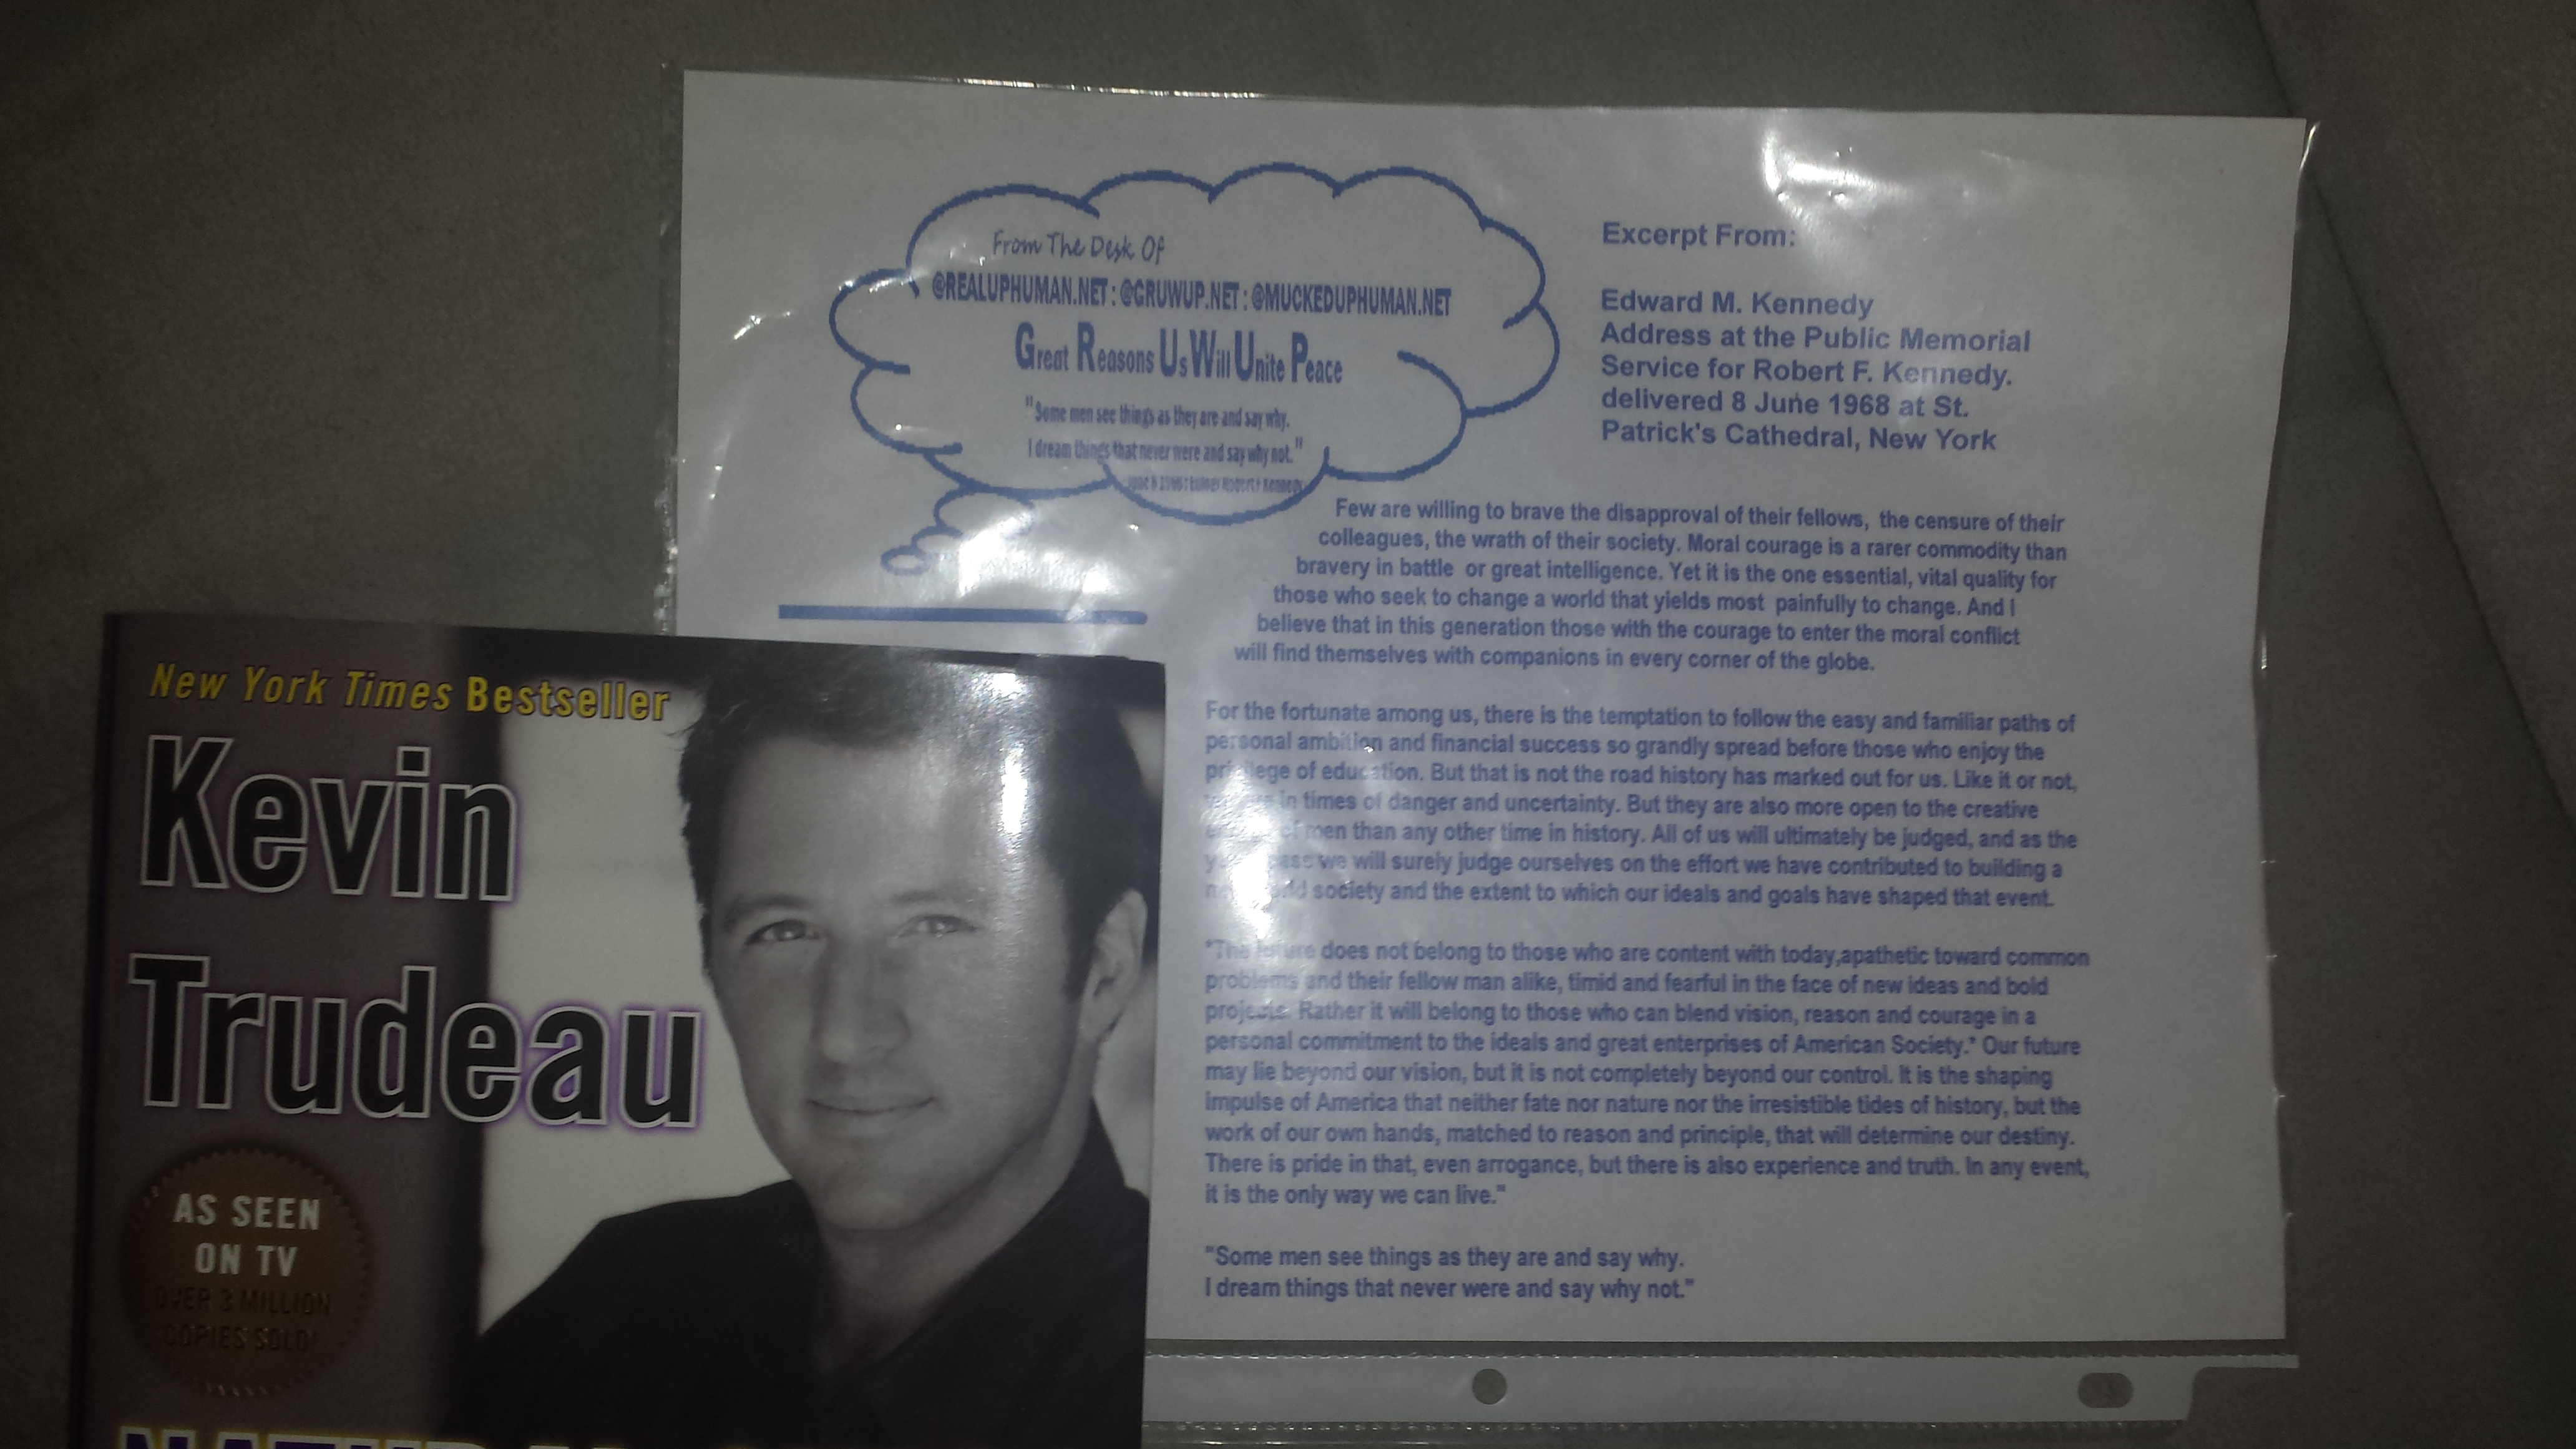 From The Desk Of
@REALUPHUMAN.NET : @GRUWUP.NET : @MUCKEDUPHUMAN.NET
Great Reasons Us Will Unite Peace
"Some men see things as they are and say why.
I dream things that never were and say why not."
Robert F Kennedy
Excerpt From:
Edward M. Kennedy
Address at the Public Memorial
Service for Robert F. Kennedy.
delivered 8 June 1968 at St.
Patrick's Cathedral, New York
Few are willing to brave the disapproval of their fellows, the censure of their
colleagues, the wrath of their society. Moral courage is a rarer commodity than
bravery in battle or great intelligence. Yet it is the one essential, vital quality for
those who seek to change a world that yields most painfully to change. And I
believe that in this generation those with the courage to enter the moral conflict
will find themselves with companions in every corner of the globe.
For the fortunate among us, there is the temptation to follow the easy and familiar paths of
personal ambition and financial success so grandly spread before those who enjoy the
privilege of education. But that is not the road history has marked out for us. Like it or not,
in times of danger and uncertainty. But they are also more open to the creative
of men than any other time in history. All of us will ultimately be judged, and as the
pass we will surely judge ourselves on the effort we have contributed to building a
society and the extent to which our ideals and goals have shaped that event.
"The future does not belong to those who are content with today,apathetic toward common
problems and their fellow man alike, timid and fearful in the face of new ideas and bold
projects. Rather it will belong to those who can blend vision, reason and courage in a
personal commitment to the ideals and great enterprises of American Society." Our future
may lie beyond our vision, but it is not completely beyond our control. It is the shaping
impulse of America that neither fate nor nature nor the irresistible tides of history, but the
work of our own hands, matched to reason and principle, that will determine our destiny.
There is pride in that, even arrogance, but there is also experience and truth. In any event,
it is the only way we can live."
"Some men see things as they are and say why.
I dream things that never were and say why not."
New York Times Bestseller
Kevin
Trudeau
AS SEEN
ON TV
OVER 3 MILLION
COPIES SOLD!